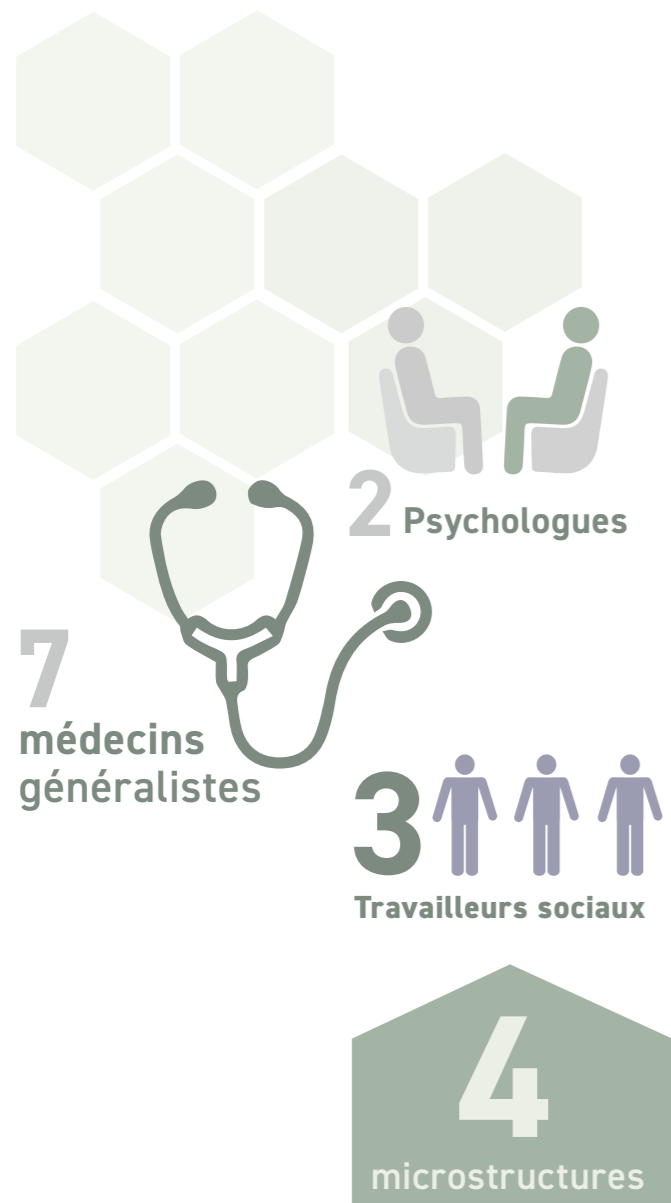 2 Psychologues
7
médecins
généralistes
3
Travailleurs sociaux
4
microstructures